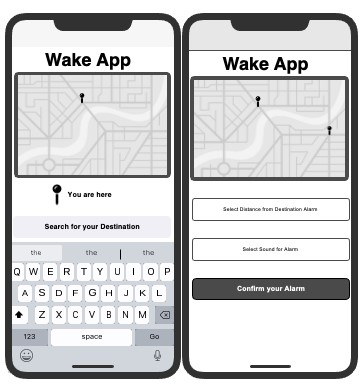 Wake App
You are here
Search for your Destination
the the the
Q W E R T Y U I O P
A S D F G H J K L
Z X C V B N M
123 space Go
Wake App
Select Distance from Destination Alarm
Select Sound for Alarm
Confirm your Alarm